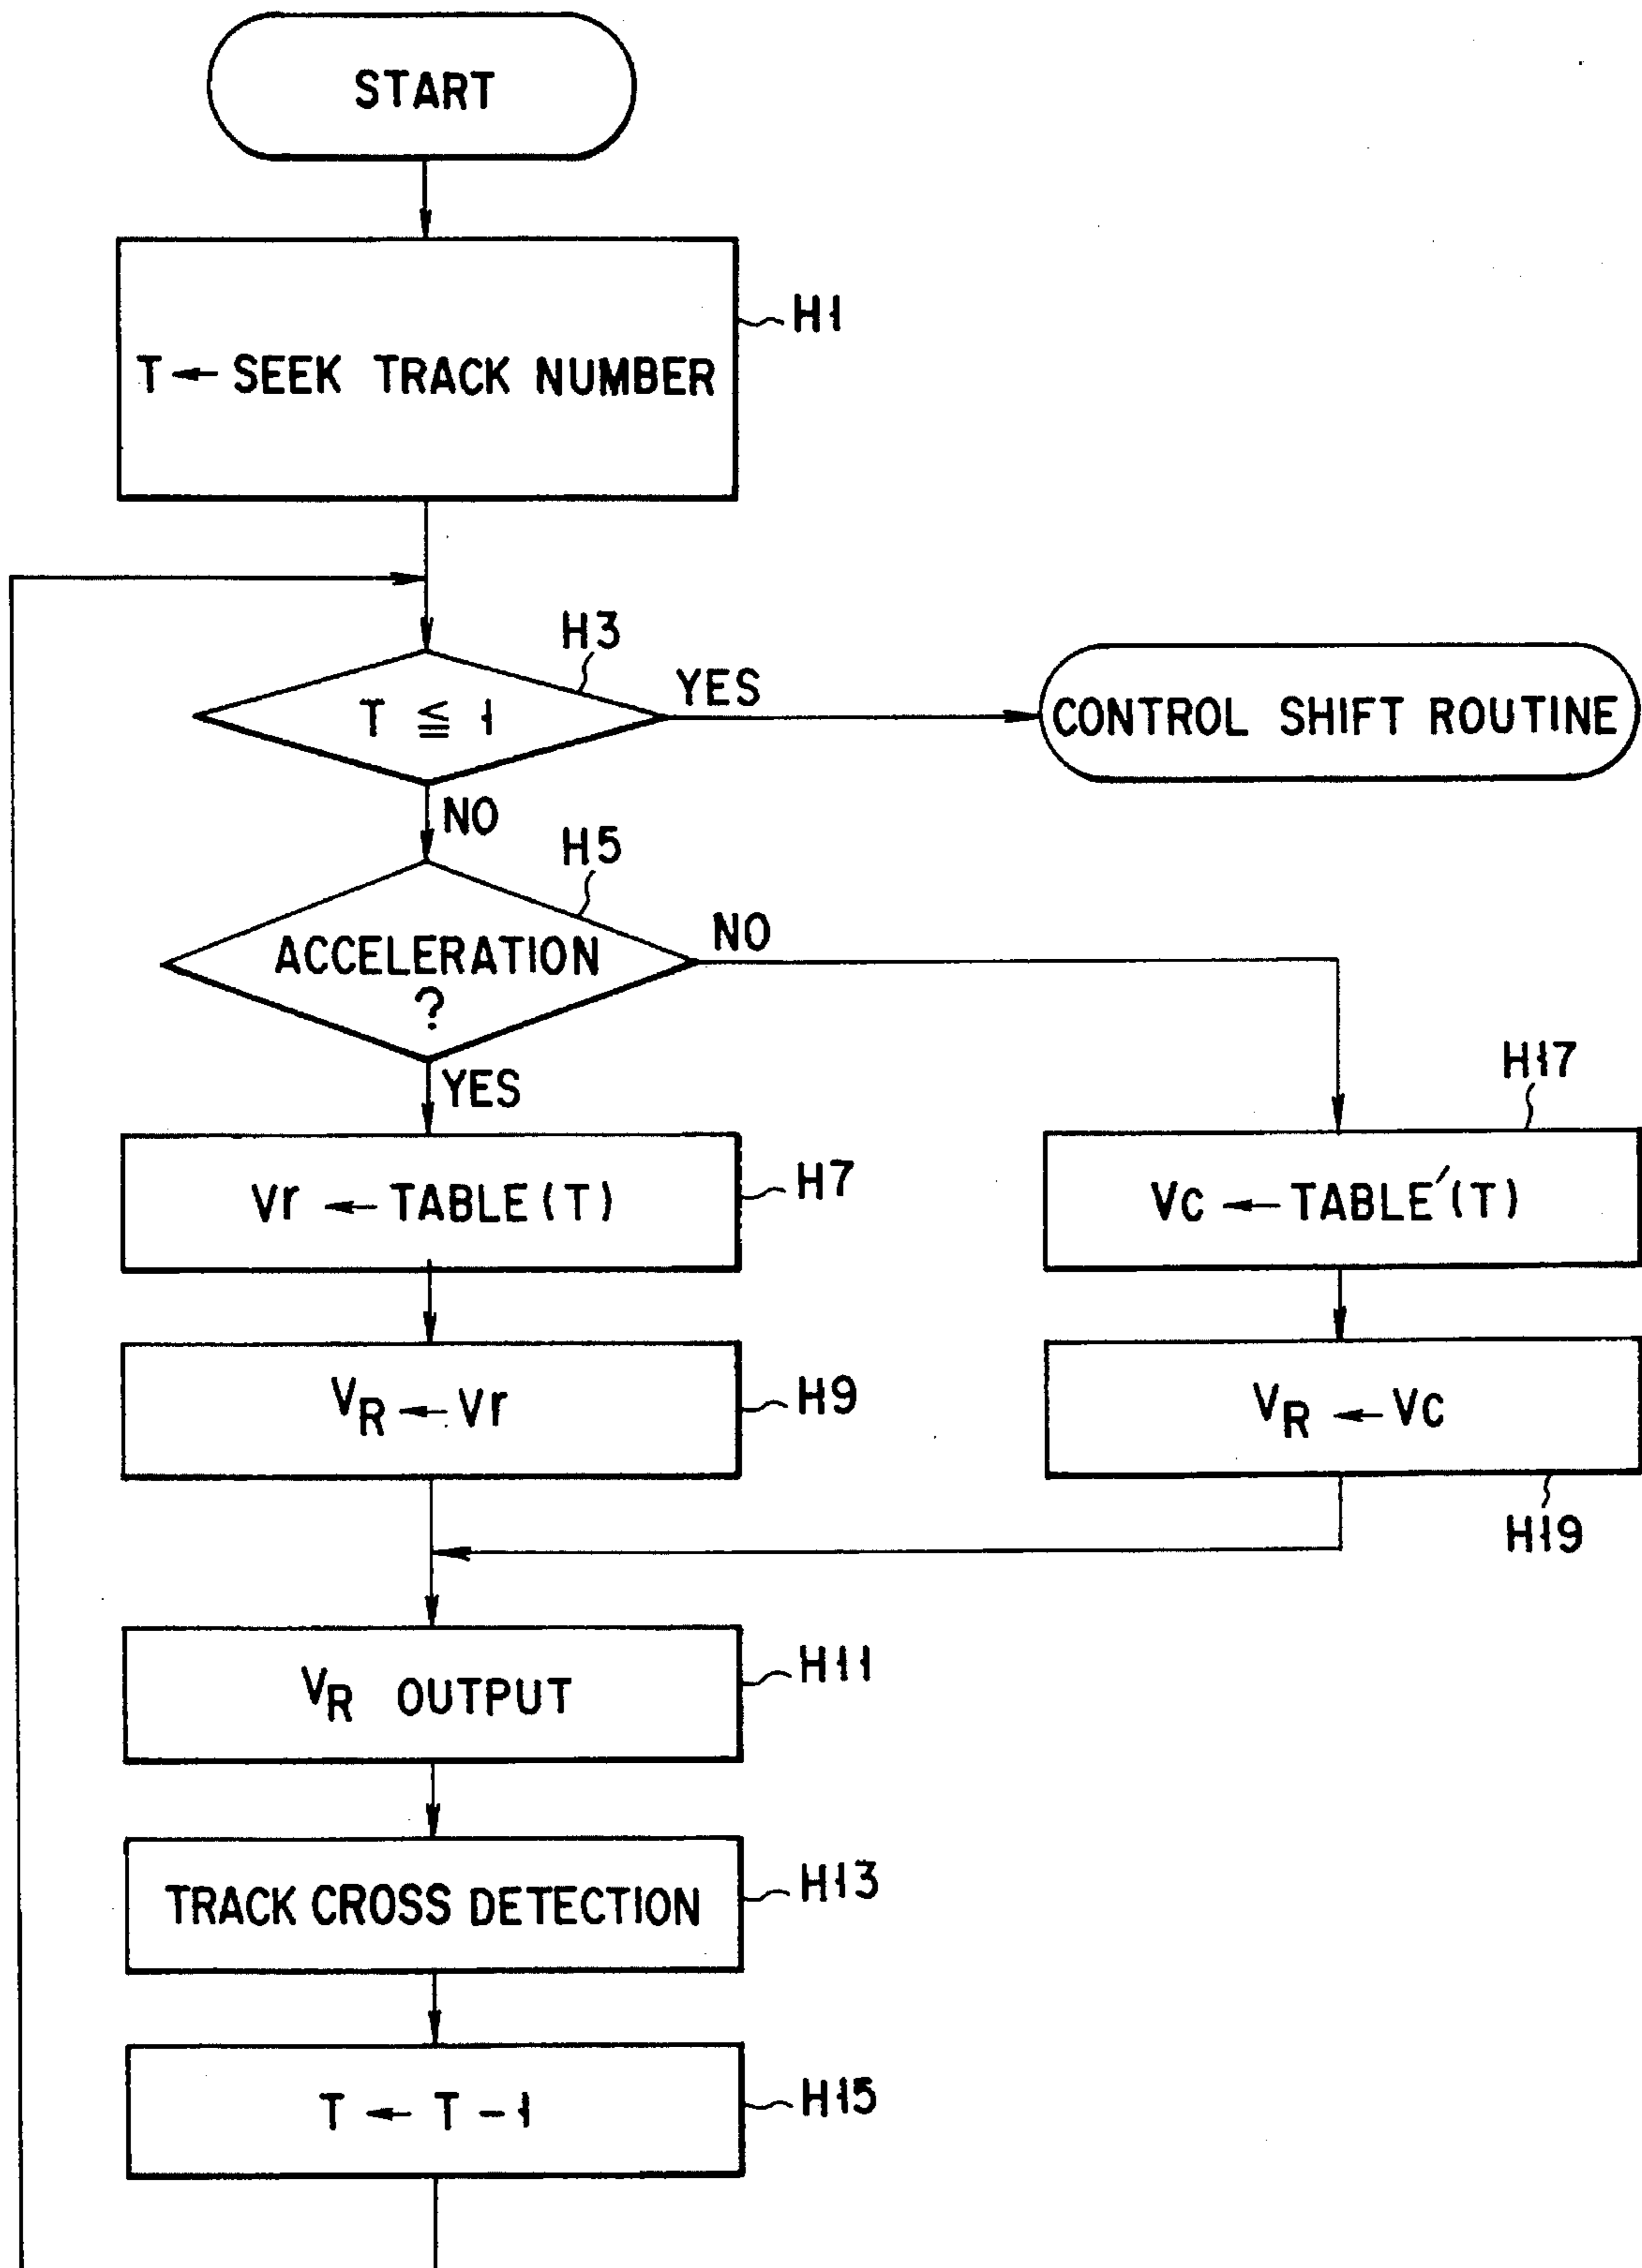 START
T ← SEEK TRACK NUMBER
H1
H3
T ≦ 1
YES
CONTROL SHIFT ROUTINE
NO
H5
ACCELERATION
?
NO
YES
H17
Vr ← TABLE(T)
H7
Vc ← TABLE′(T)
VR ← Vr
H9
VR ← Vc
H19
VR OUTPUT
H11
TRACK CROSS DETECTION
H13
T ← T - 1
H15